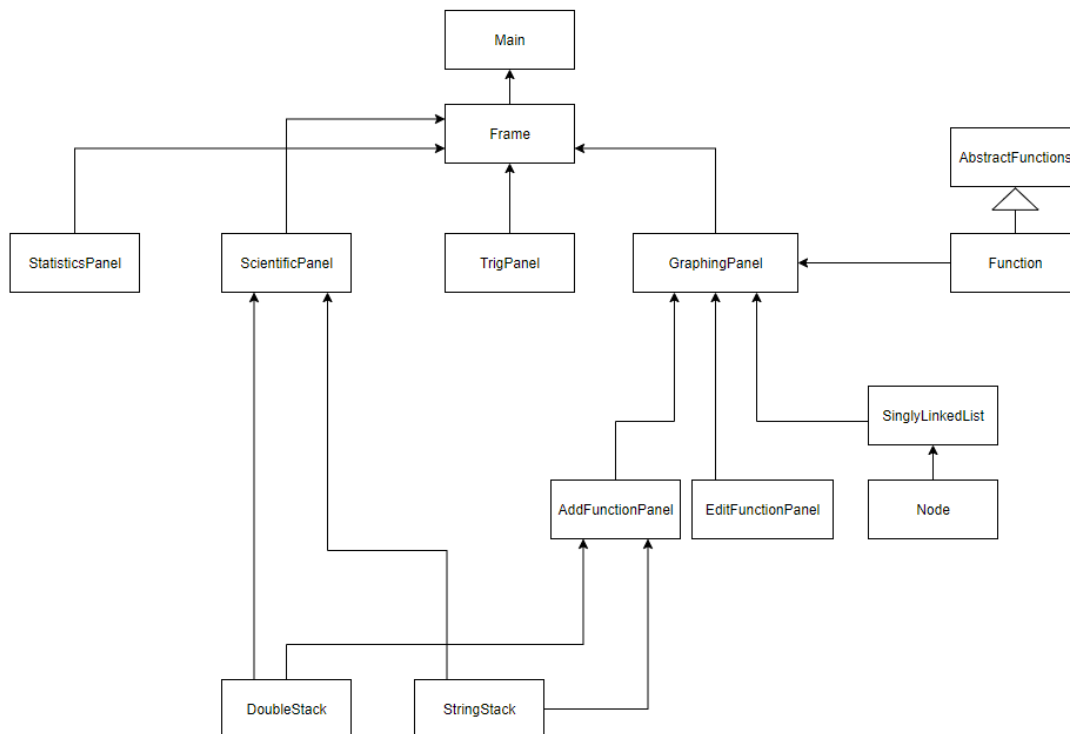 Main
Frame
AbstractFunctions
StatisticsPanel
ScientificPanel
TrigPanel
GraphingPanel
Function
SinglyLinkedList
AddFunctionPanel
EditFunctionPanel
Node
DoubleStack
StringStack